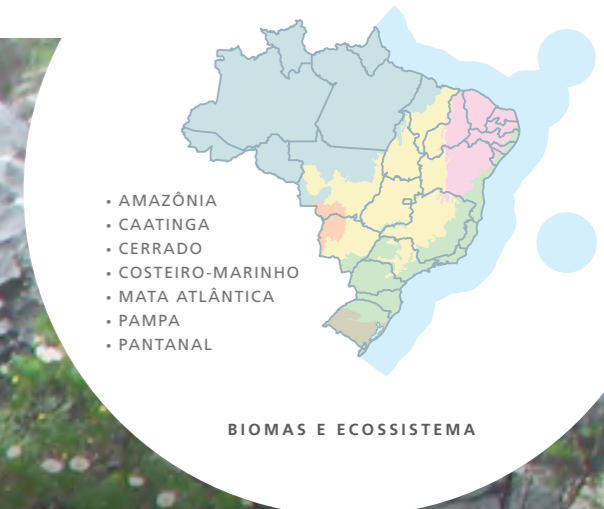 • AMAZÔNIA
• CAATINGA
• CERRADO
• COSTEIRO-MARINHO
• MATA ATLÂNTICA
• PAMPA
• PANTANAL
BIOMAS E ECOSSISTEMA